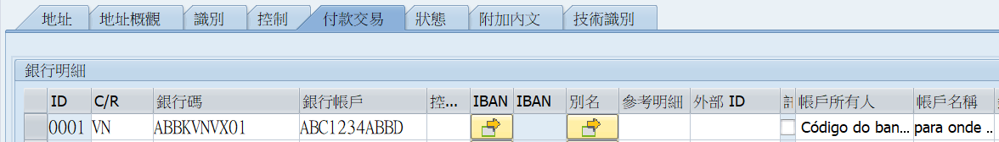 地址 地址概觀 識別 控制 付款交易 狀態 附加內文 技術識別
銀行明細
ID C/R 銀行碼 銀行帳戶 控... IBAN IBAN 別名 參考明細 外部 ID 帳戶所有人 帳戶名稱
0001 VN ABBKVNVX01 ABC1234ABBD Código do ban... para onde